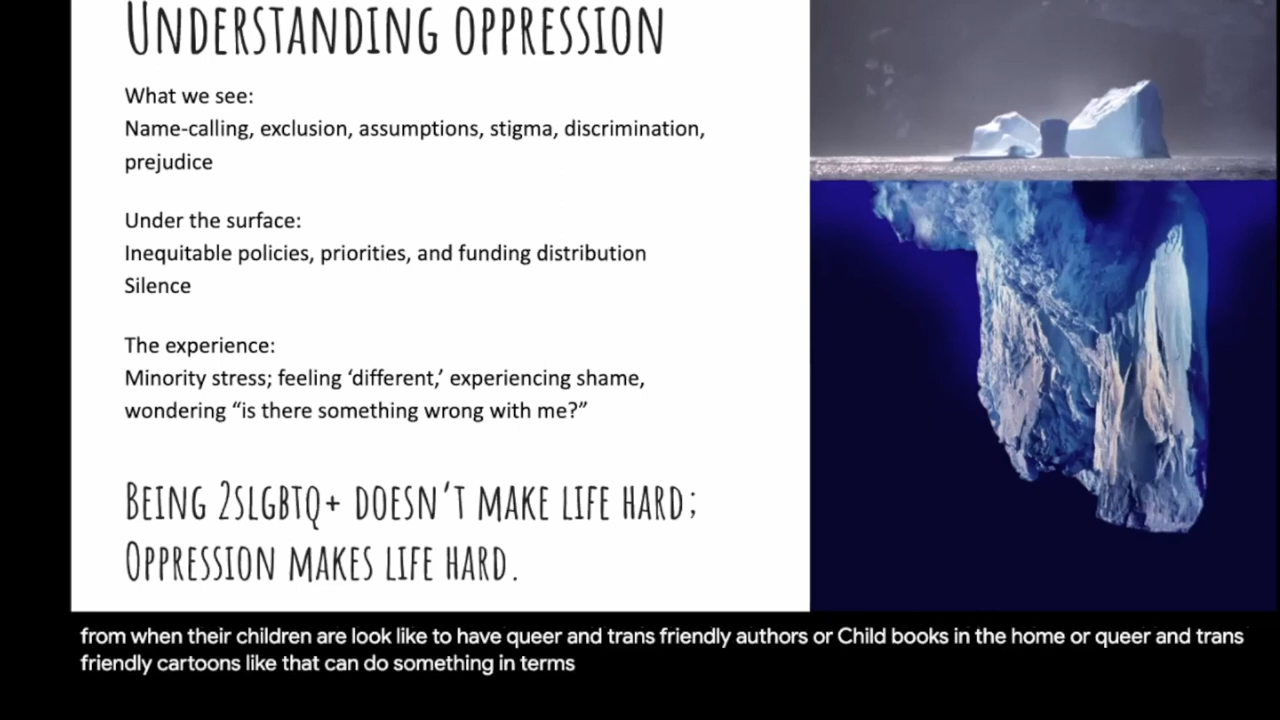 UNDERSTANDING OPPRESSION
What we see:
Name-calling, exclusion, assumptions, stigma, discrimination,
prejudice
Under the surface:
Inequitable policies, priorities, and funding distribution
Silence
The experience:
Minority stress; feeling ‘different,’ experiencing shame,
wondering “is there something wrong with me?”
BEING 2SLGBTQ+ DOESN’T MAKE LIFE HARD;
OPPRESSION MAKES LIFE HARD.
from when their children are look like to have queer and trans friendly authors or Child books in the home or queer and trans
friendly cartoons like that can do something in terms